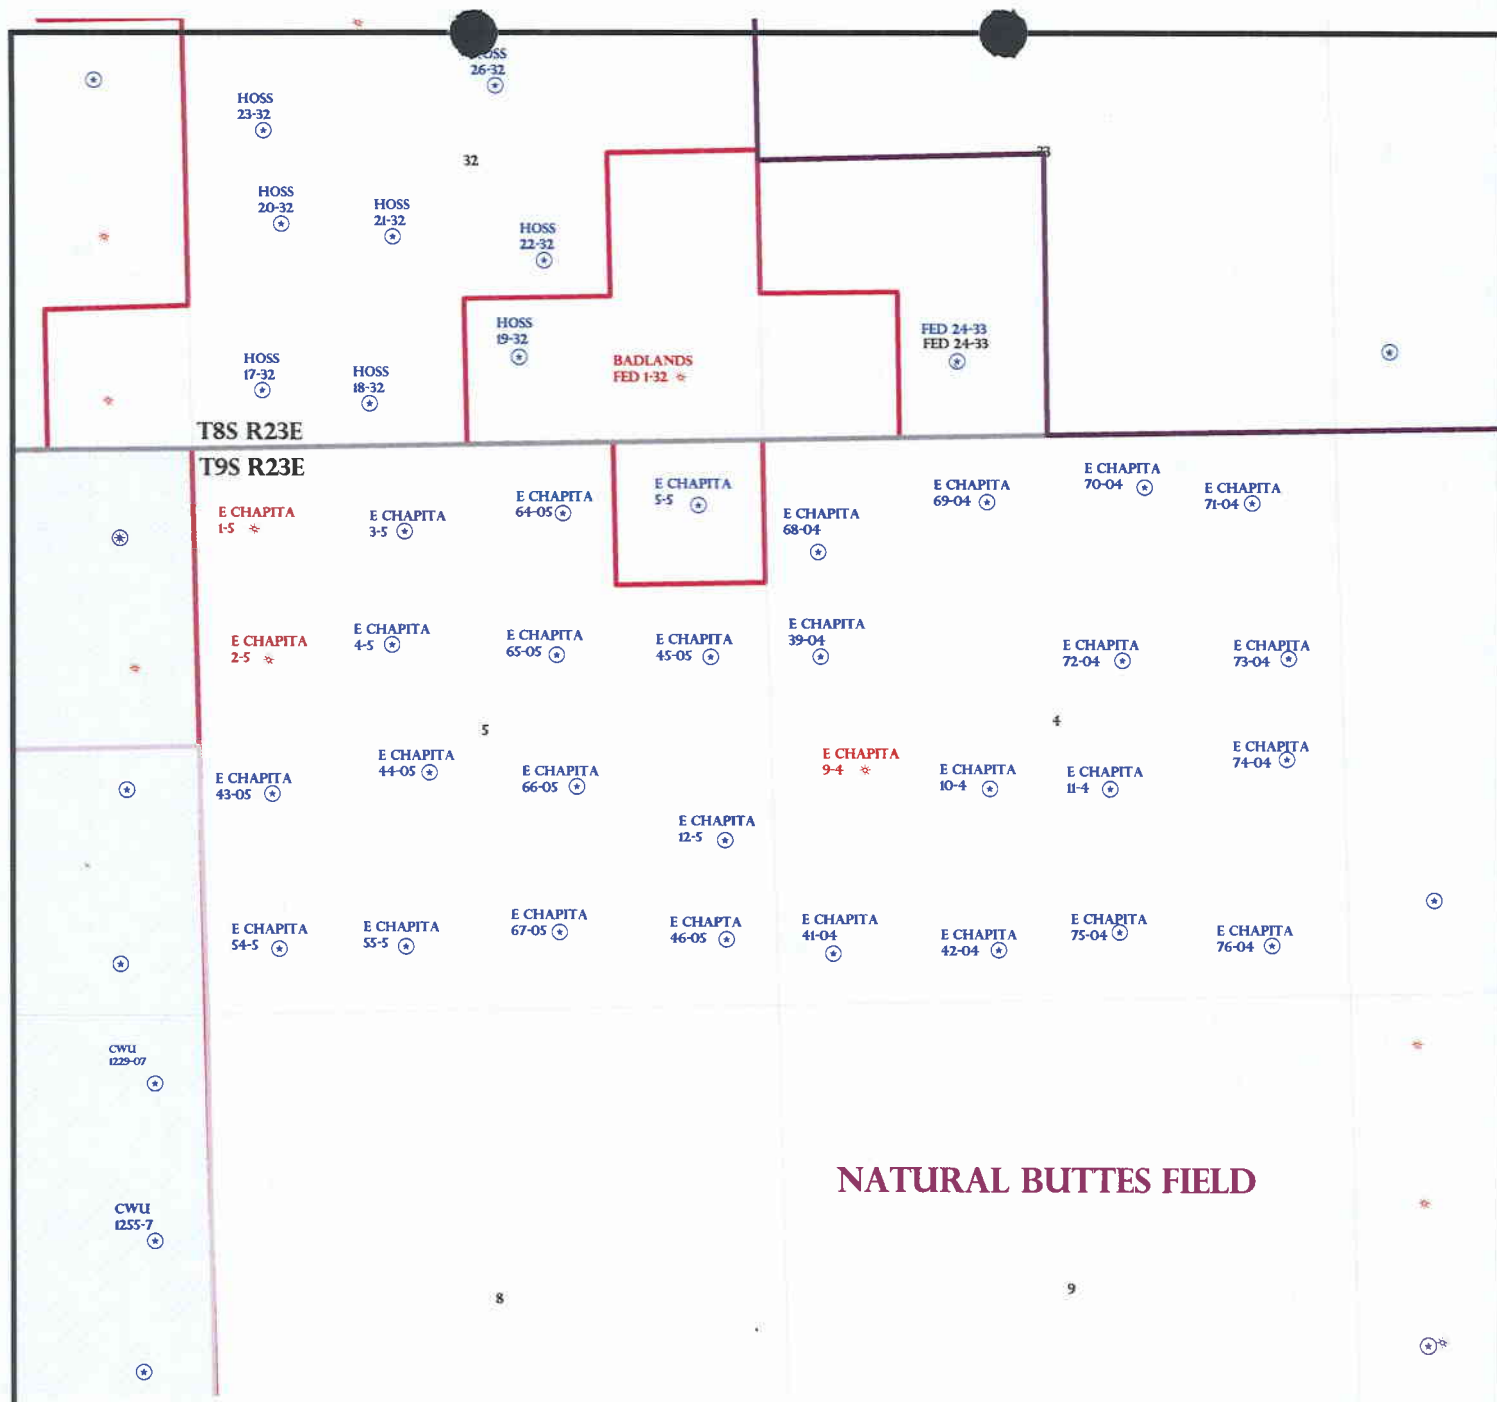 HOSS
26-32
HOSS
23-32
32
33
HOSS
20-32
HOSS
21-32
HOSS
22-32
HOSS
19-32
FED 24-33
FED 24-33
HOSS
17-32
HOSS
18-32
BADLANDS
FED 1-32
T8S R23E
T9S R23E
E CHAPITA
1-5
E CHAPITA
3-5
E CHAPITA
64-05
E CHAPITA
5-5
E CHAPITA
68-04
E CHAPITA
69-04
E CHAPITA
70-04
E CHAPITA
71-04
E CHAPITA
2-5
E CHAPITA
4-5
E CHAPITA
65-05
E CHAPITA
45-05
E CHAPITA
39-04
E CHAPITA
72-04
E CHAPITA
73-04
5
4
E CHAPITA
43-05
E CHAPITA
44-05
E CHAPITA
66-05
E CHAPITA
12-5
E CHAPITA
9-4
E CHAPITA
10-4
E CHAPITA
11-4
E CHAPITA
74-04
E CHAPITA
54-5
E CHAPITA
55-5
E CHAPITA
67-05
E CHAPTA
46-05
E CHAPITA
41-04
E CHAPITA
42-04
E CHAPITA
75-04
E CHAPITA
76-04
CWU
1229-07
NATURAL BUTTES FIELD
CWU
1255-7
8
9